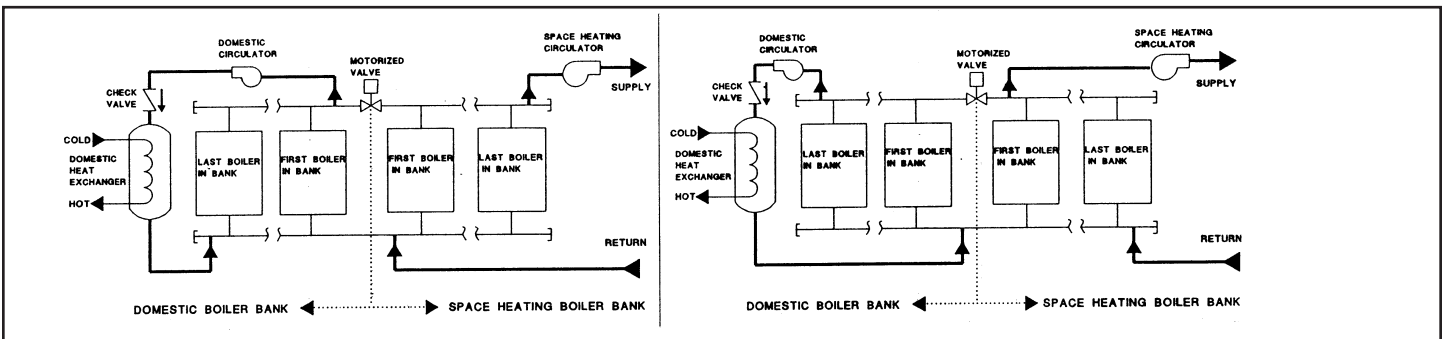 DOMESTIC
CIRCULATOR
SPACE HEATING
CIRCULATOR
MOTORIZED
VALVE
SUPPLY
CHECK
VALVE
COLD
DOMESTIC
HEAT
EXCHANGER
HOT
LAST BOILER
IN BANK
FIRST BOILER
IN BANK
FIRST BOILER
IN BANK
LAST BOILER
IN BANK
RETURN
DOMESTIC BOILER BANK
SPACE HEATING BOILER BANK
DOMESTIC
CIRCULATOR
SPACE HEATING
CIRCULATOR
MOTORIZED
VALVE
SUPPLY
CHECK
VALVE
COLD
DOMESTIC
HEAT
EXCHANGER
HOT
LAST BOILER
IN BANK
FIRST BOILER
IN BANK
FIRST BOILER
IN BANK
LAST BOILER
IN BANK
RETURN
DOMESTIC BOILER BANK
SPACE HEATING BOILER BANK